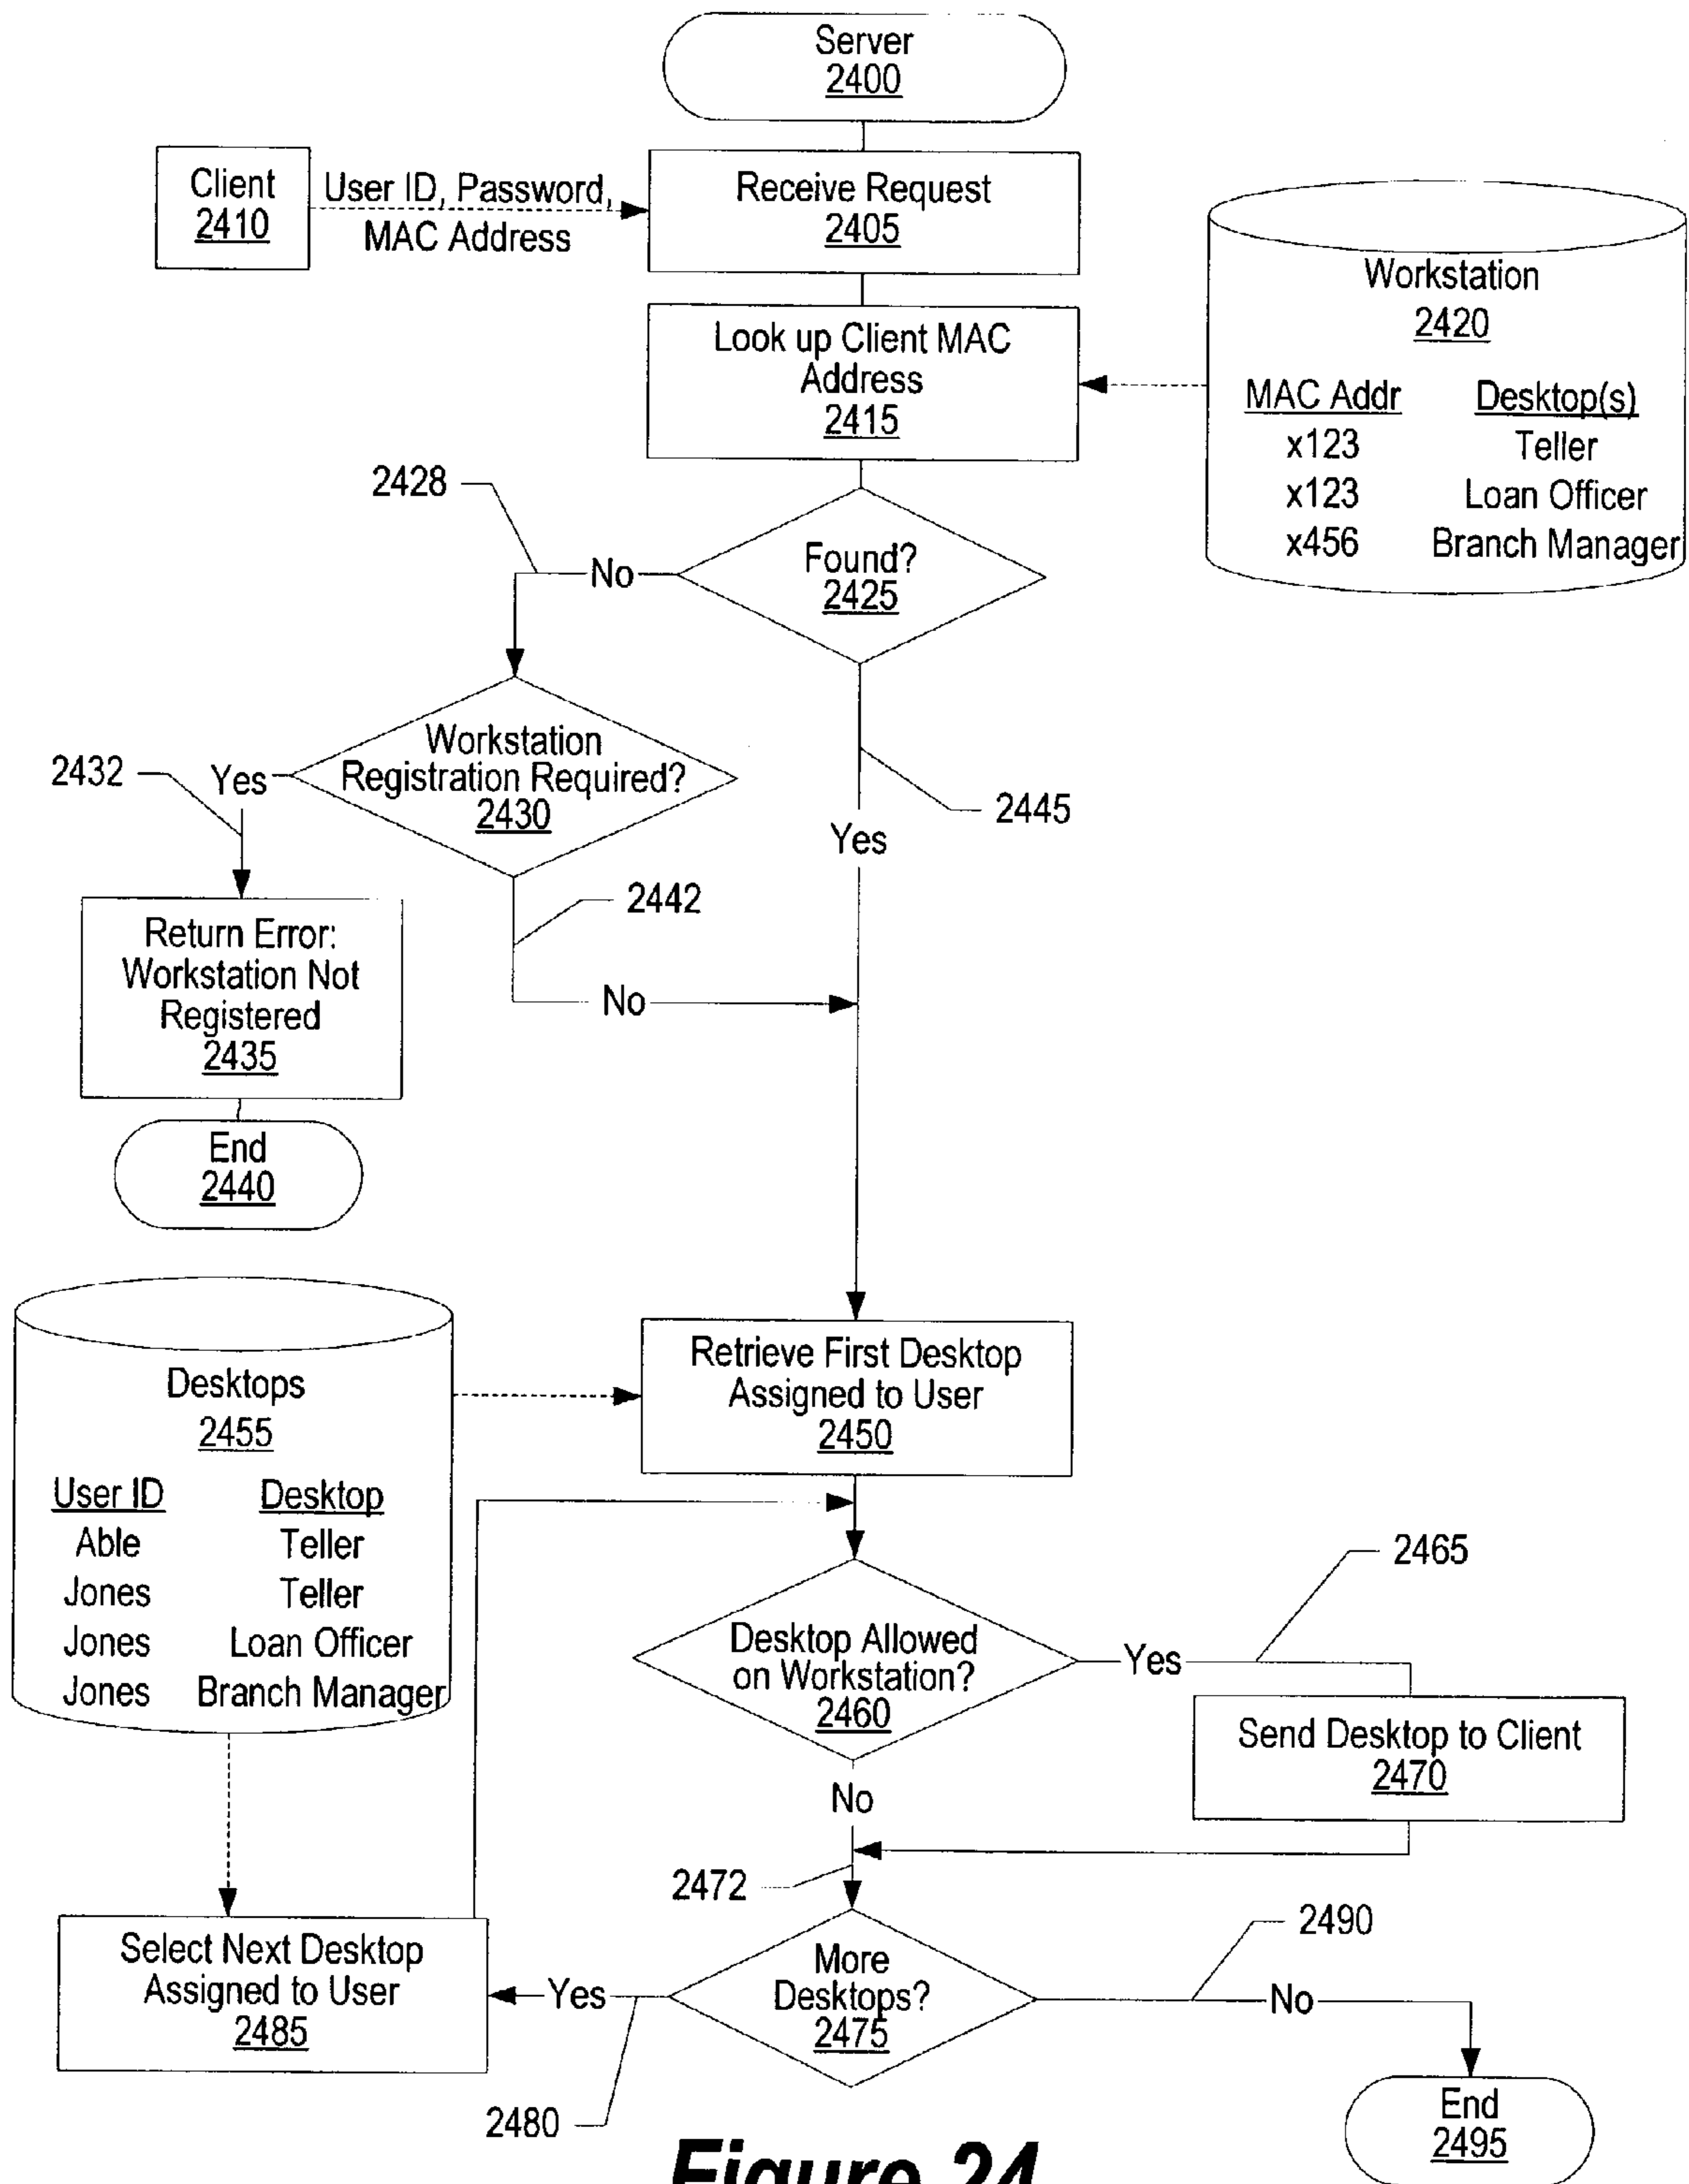 Server
2400
Client
2410
User ID, Password,
MAC Address
Receive Request
2405
Look up Client MAC
Address
2415
Workstation
2420
MAC Addr Desktop(s)
x123 Teller
x123 Loan Officer
x456 Branch Manager
2428
No
Found?
2425
2432
Yes
Workstation
Registration Required?
2430
2445
Yes
2442
No
Return Error:
Workstation Not
Registered
2435
End
2440
Desktops
2455
User ID Desktop
Able Teller
Jones Teller
Jones Loan Officer
Jones Branch Manager
Retrieve First Desktop
Assigned to User
2450
2465
Desktop Allowed
on Workstation?
2460
Yes
Send Desktop to Client
2470
No
2472
2490
Select Next Desktop
Assigned to User
2485
Yes
More
Desktops?
2475
No
2480
End
2495
Figure 24